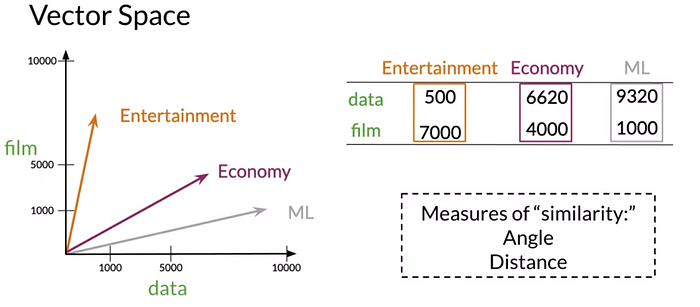 Vector Space
10000
5000
1000
film
Entertainment
Economy
ML
1000 5000 10000
data
Entertainment Economy ML
data 500 6620 9320
film 7000 4000 1000
Measures of “similarity:”
Angle
Distance